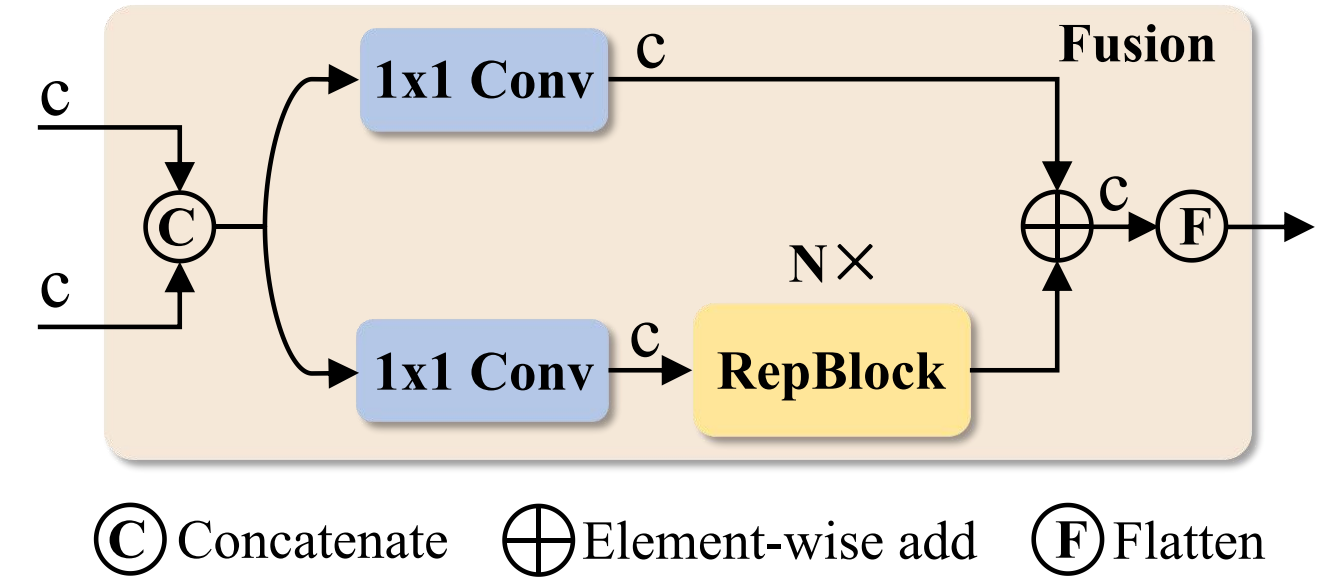 Fusion
C
1x1 Conv
C
C
C
F
C
N×
1x1 Conv
C
RepBlock
C Concatenate
Element-wise add
F Flatten